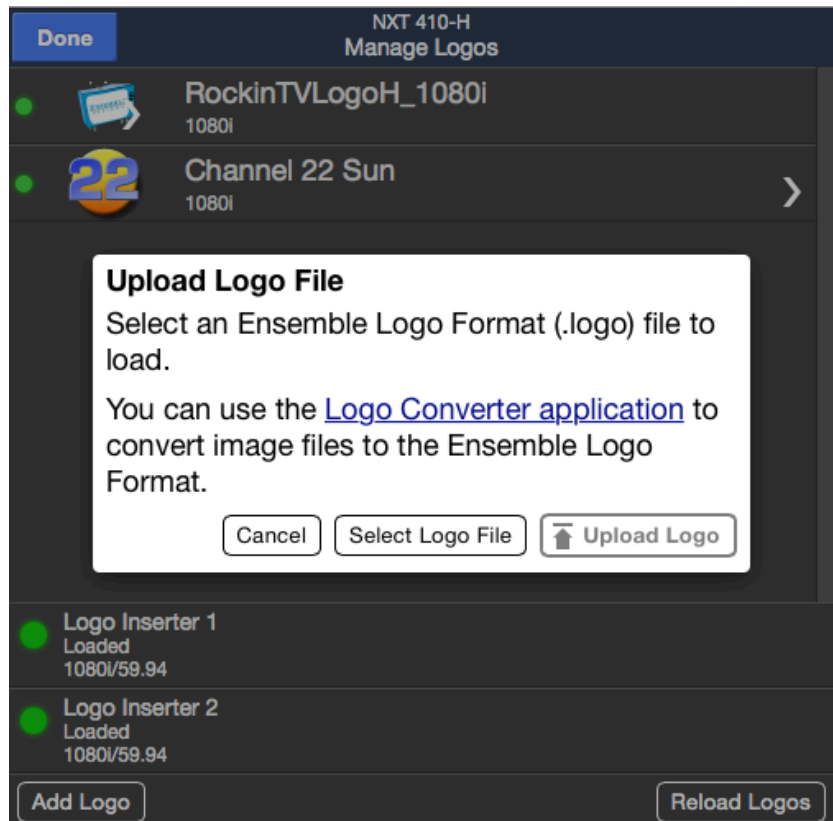 Done
NXT 410-H
Manage Logos
RockinTVLogoH_1080i
1080i
22
Channel 22 Sun
1080i
Upload Logo File
Select an Ensemble Logo Format (.logo) file to
load.
You can use the Logo Converter application to
convert image files to the Ensemble Logo
Format.
Cancel
Select Logo File
Upload Logo
Logo Inserter 1
Loaded
1080i/59.94
Logo Inserter 2
Loaded
1080i/59.94
Add Logo
Reload Logos